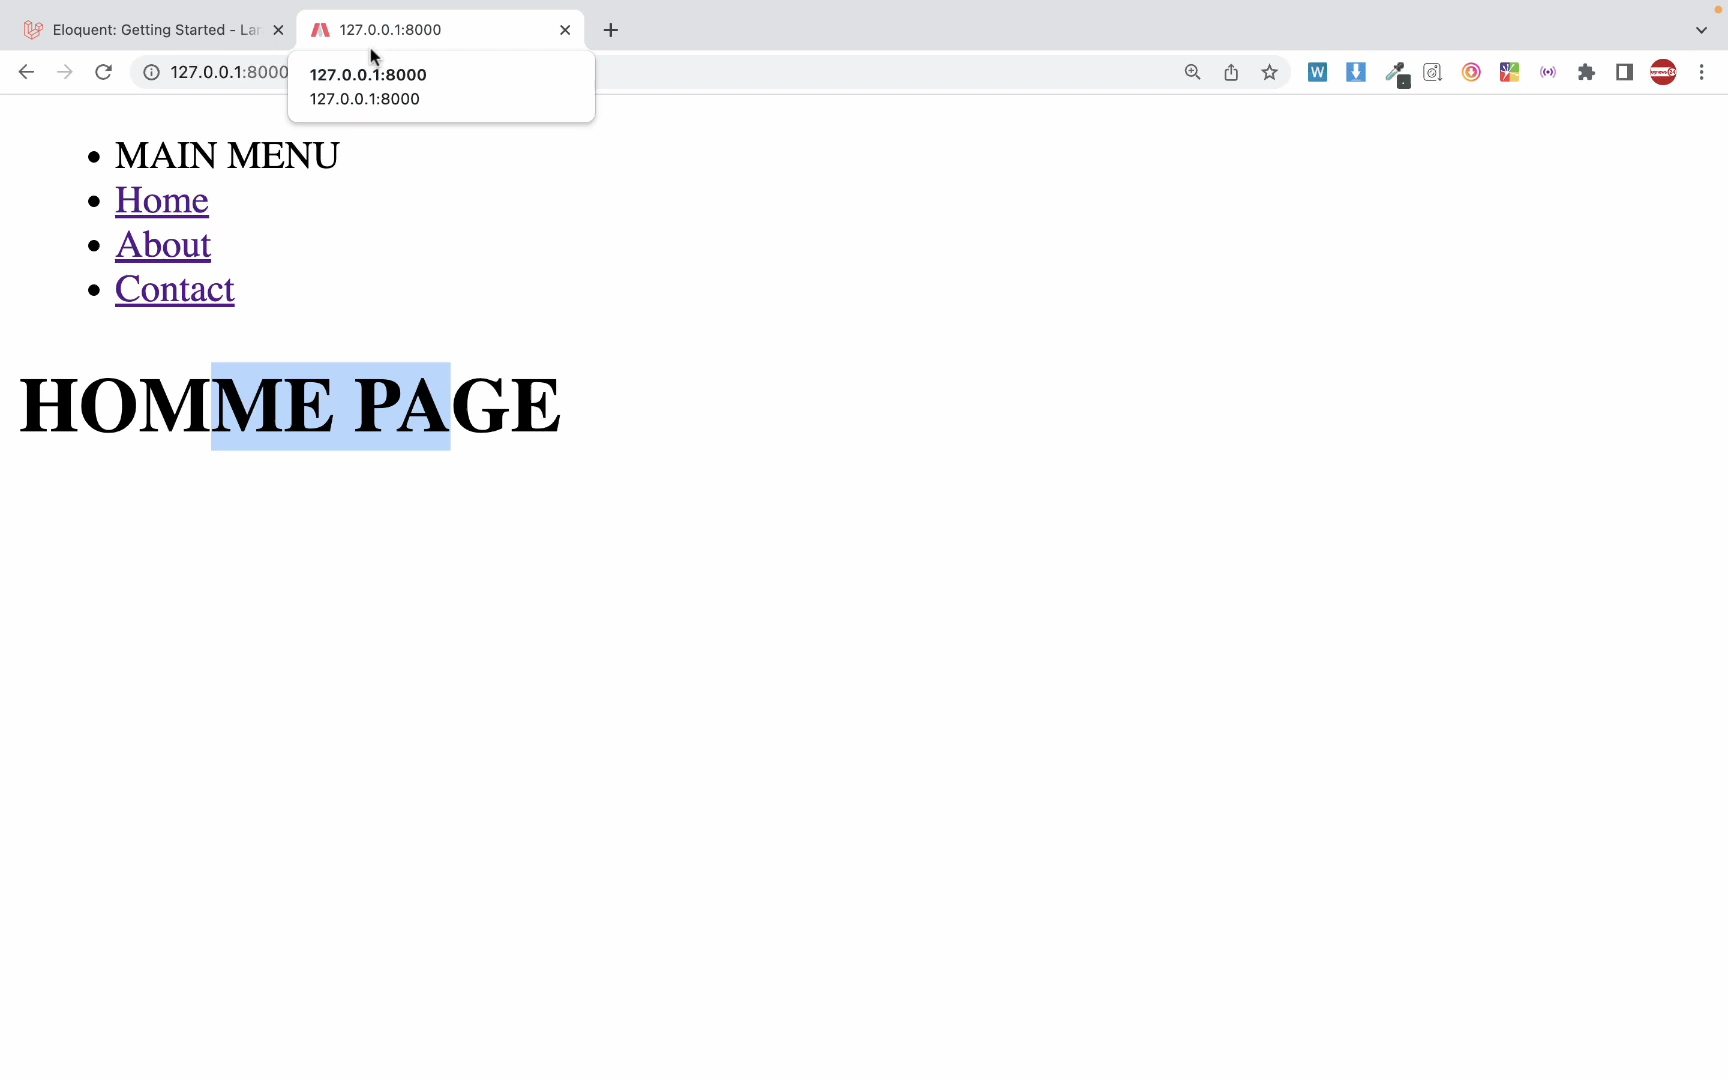 Eloquent: Getting Started - Lar
127.0.0.1:8000
127.0.0.1:8000
127.0.0.1:8000
127.0.0.1:8000
W
MAIN MENU
Home
About
Contact
HOMME PAGE